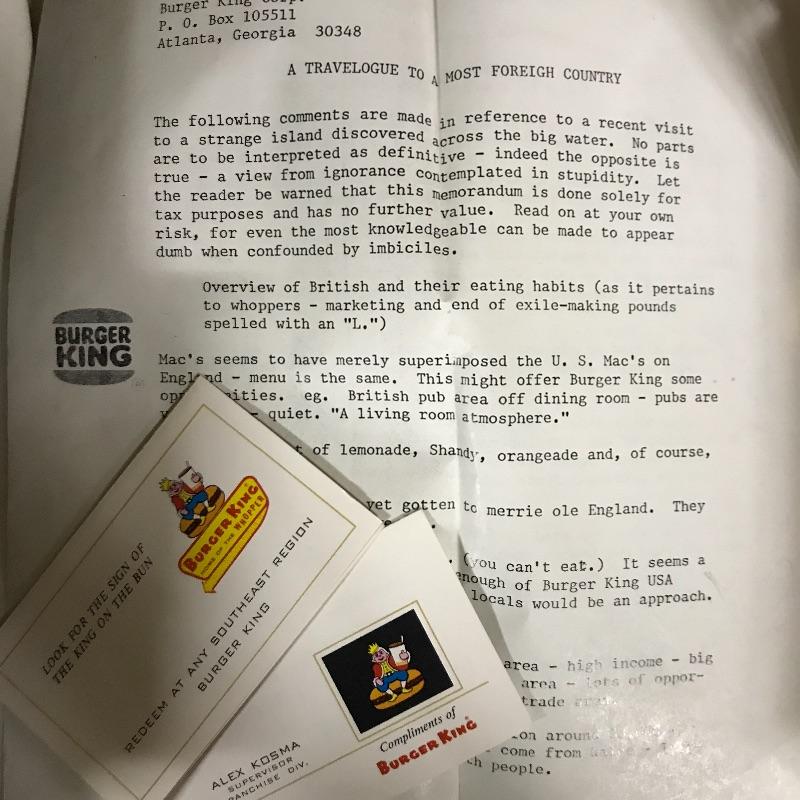 Burger King Corp.
P. O. Box 105511
Atlanta, Georgia 30348
A TRAVELOGUE TO A MOST FOREIGH COUNTRY
The following comments are made in reference to a recent visit
to a strange island discovered across the big water. No parts
are to be interpreted as definitive - indeed the opposite is
true - a view from ignorance contemplated in stupidity. Let
the reader be warned that this memorandum is done solely for
tax purposes and has no further value. Read on at your own
risk, for even the most knowledgeable can be made to appear
dumb when confounded by imbiciles.
Overview of British and their eating habits (as it pertains
to whoppers - marketing and end of exile-making pounds
spelled with an "L.")
BURGER
KING
Mac's seems to have merely superimposed the U. S. Mac's on
England - menu is the same. This might offer Burger King some
eg. British pub area off dining room - pubs are
- quiet. "A living room atmosphere."
of lemonade, Shandy, orangeade and, of course,
yet gotten to merrie ole England. They
(you can't eat.) It seems a
enough of Burger King USA
locals would be an approach.
area - high income - big
area - lots of oppor-
trade
around
come from
people.
LOOK FOR THE SIGN OF
THE KING ON THE BUN
BURGER KING
HOME OF THE WHOPPER
REDEEM AT ANY SOUTHEAST REGION
BURGER KING
Compliments of
BURGER KING
ALEX KOSMA
SUPERVISOR
FRANCHISE DIV.